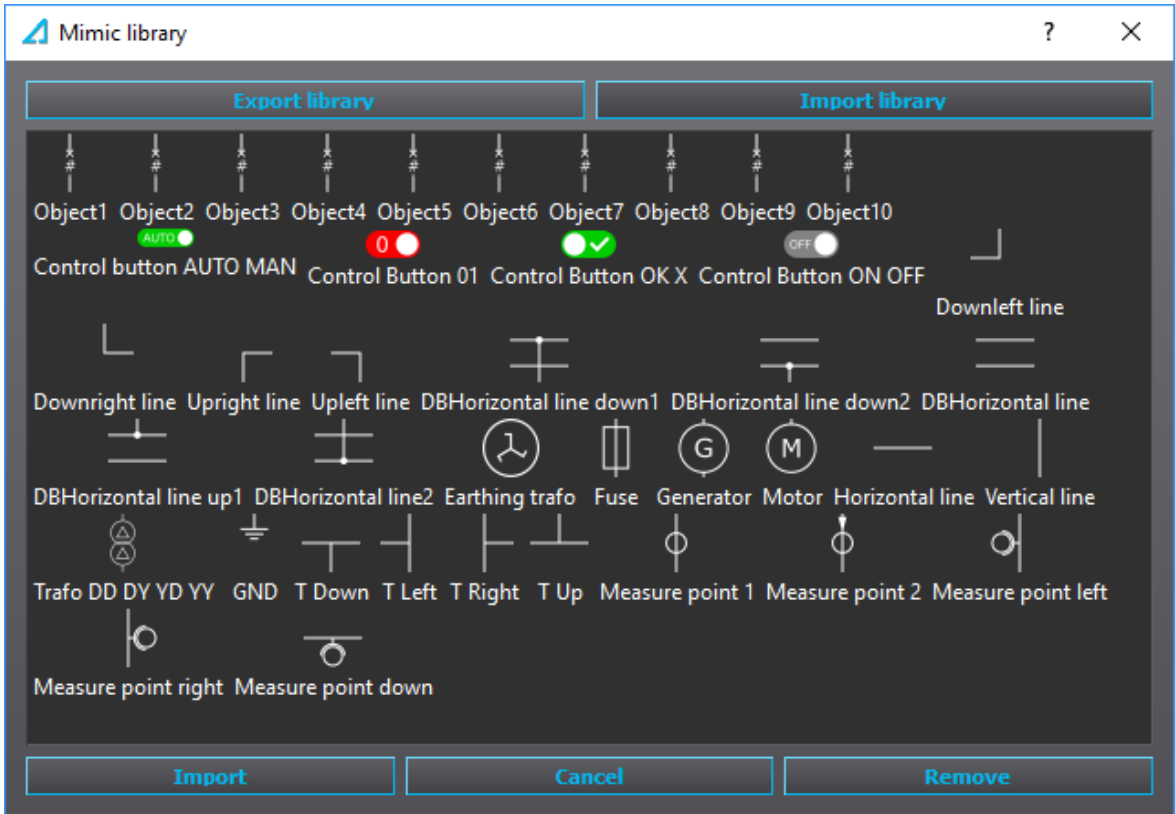 Mimic library ?
Export library Import library
# # # # # # # # # #
Object1 Object2 Object3 Object4 Object5 Object6 Object7 Object8 Object9 Object10
AUTO 0 OFF
Control button AUTO MAN Control Button 01 Control Button OK X Control Button ON OFF
Downleft line
Downright line Upright line Upleft line DBHorizontal line down1 DBHorizontal line down2 DBHorizontal line
G M
DBHorizontal line up1 DBHorizontal line2 Earthing trafo Fuse Generator Motor Horizontal line Vertical line
Trafo DD DY YD YY GND T Down T Left T Right T Up Measure point 1 Measure point 2 Measure point left
Measure point right Measure point down
Import Cancel Remove